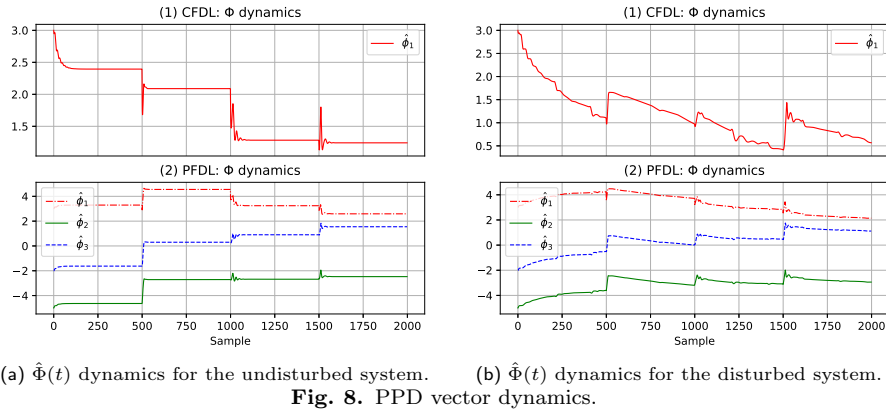 (1) CFDL: Φ dynamics
3.0
2.5
2.0
1.5
ϕ̂₁
(2) PFDL: Φ dynamics
4
2
0
−2
−4
ϕ̂₁
ϕ̂₂
ϕ̂₃
0 250 500 750 1000 1250 1500 1750 2000
Sample
(1) CFDL: Φ dynamics
3.0
2.5
2.0
1.5
1.0
0.5
ϕ̂₁
(2) PFDL: Φ dynamics
4
2
0
−2
−4
ϕ̂₁
ϕ̂₂
ϕ̂₃
0 250 500 750 1000 1250 1500 1750 2000
Sample
(a) Φ̂(t) dynamics for the undisturbed system.
(b) Φ̂(t) dynamics for the disturbed system.
Fig. 8. PPD vector dynamics.